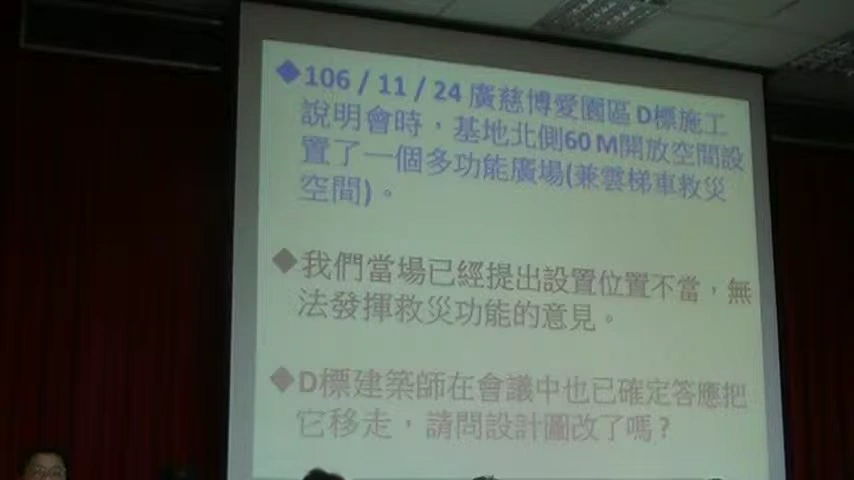 ◆106 / 11 / 24 廣慈博愛園區 D標施工
說明會時，基地北側60 M開放空間設
置了一個多功能廣場(兼雲梯車救災
空間)。
◆我們當場已經提出設置位置不當，無
法發揮救災功能的意見。
◆D標建築師在會議中也已確定答應把
它移走，請問設計圖改了嗎?